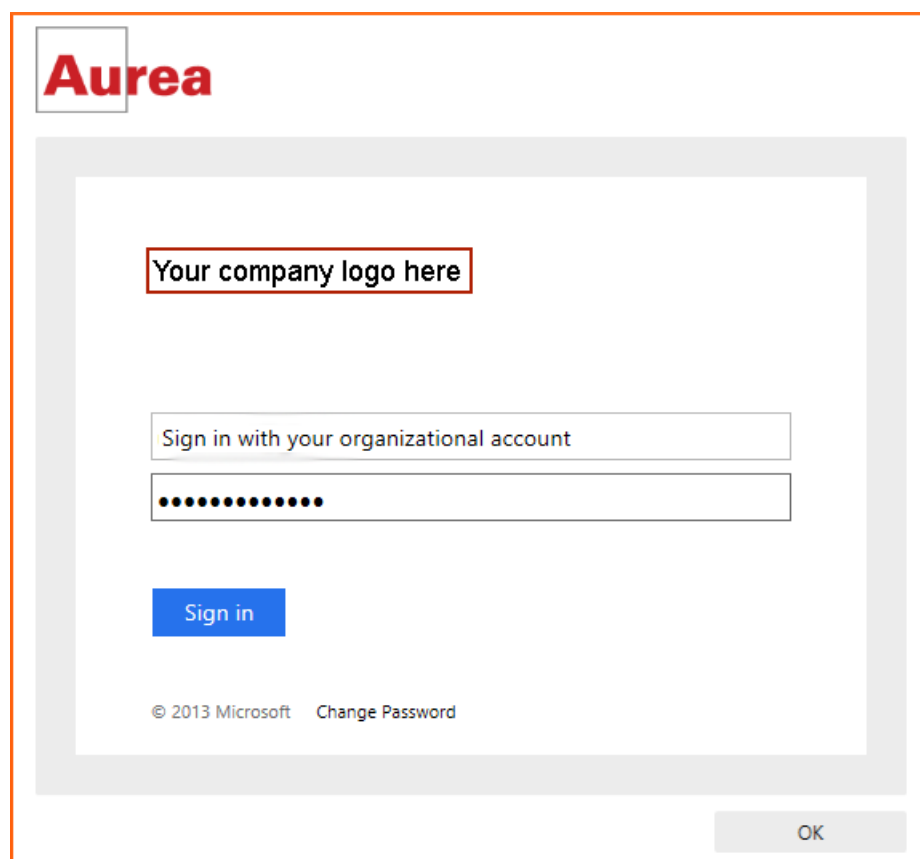 Aurea
Your company logo here
Sign in with your organizational account
•••••••••••••
Sign in
© 2013 Microsoft Change Password
OK